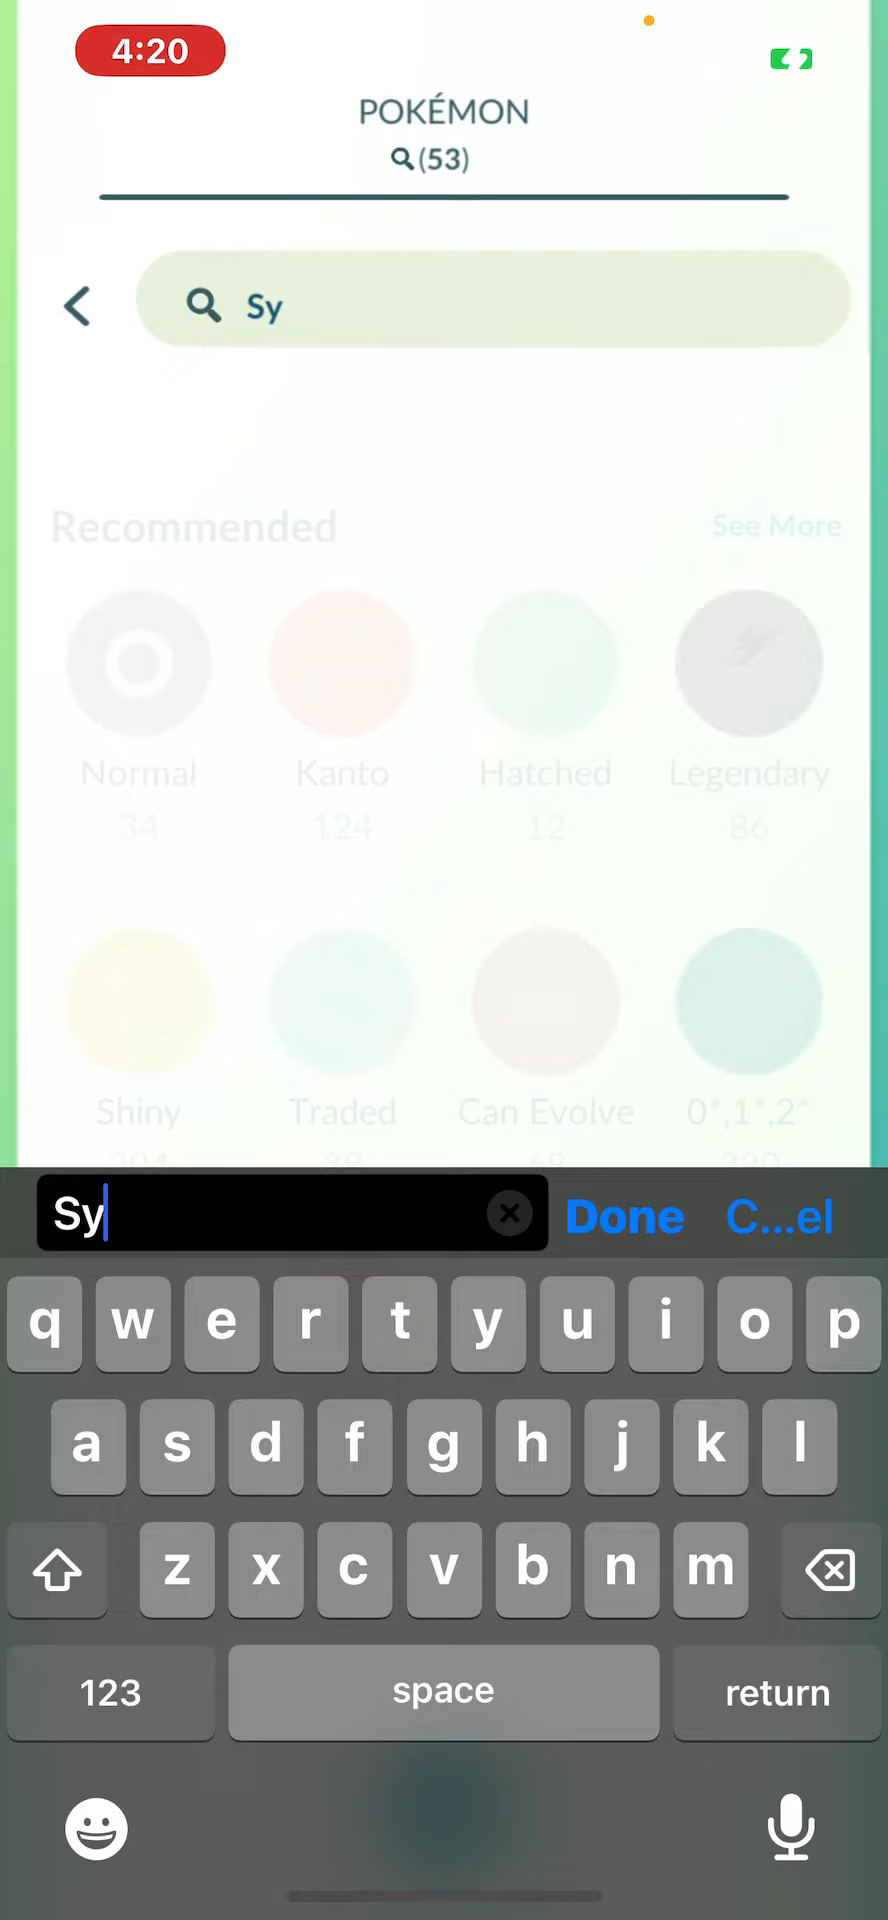 4:20
POKÉMON
(53)
Sy
Recommended See More
Normal Kanto Hatched Legendary
34 124 12 86
Shiny Traded Can Evolve 0*,1*,2*
Sy Done C...el
q w e r t y u i o p
a s d f g h j k l
z x c v b n m
123 space return